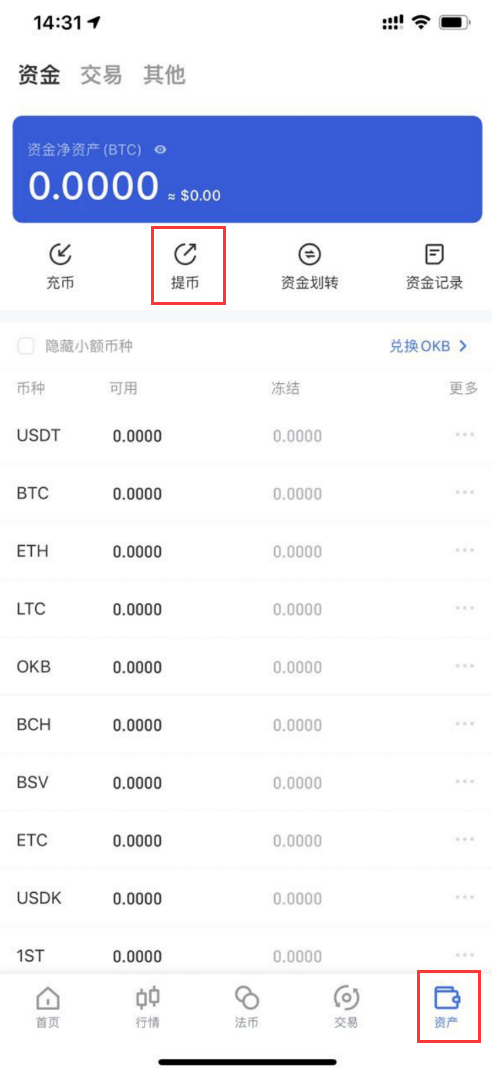 14:31
资金 交易 其他
资金净资产(BTC)
0.0000 ≈ $0.00
充币 提币 资金划转 资金记录
隐藏小额币种 兑换OKB
币种 可用 冻结 更多
USDT 0.0000 0.0000
BTC 0.0000 0.0000
ETH 0.0000 0.0000
LTC 0.0000 0.0000
OKB 0.0000 0.0000
BCH 0.0000 0.0000
BSV 0.0000 0.0000
ETC 0.0000 0.0000
USDK 0.0000 0.0000
1ST 0.0000 0.0000
首页 行情 法币 交易 资产